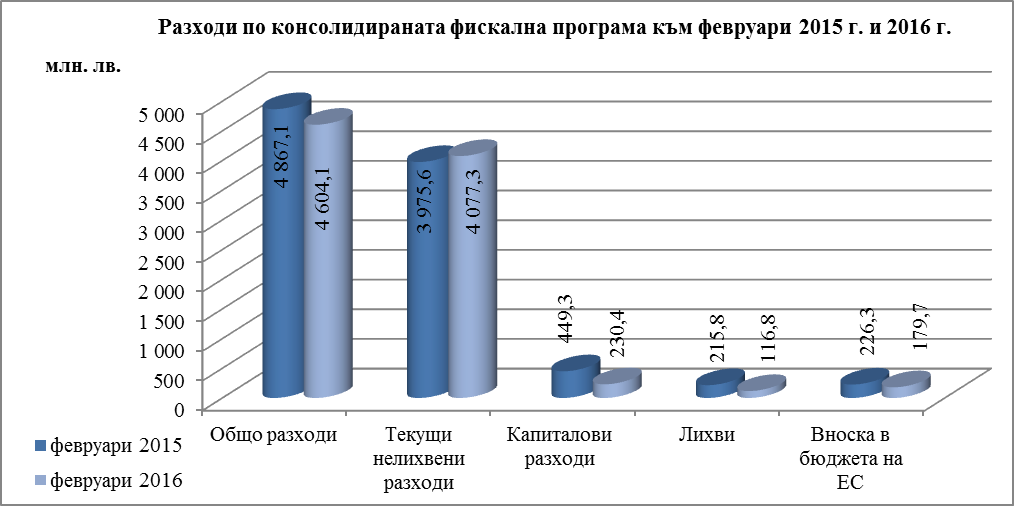 Разходи по консолидираната фискална програма към февруари 2015 г. и 2016 г.
млн. лв.
5 000
4 500
4 000
3 500
3 000
2 500
2 000
1 500
1 000
500
0
4 867,1
4 604,1
3 975,6
4 077,3
449,3
230,4
215,8
116,8
226,3
179,7
Общо разходи
Текущи
нелихвени
разходи
Капиталови
разходи
Лихви
Вноска в
бюджета на
ЕС
февруари 2015
февруари 2016